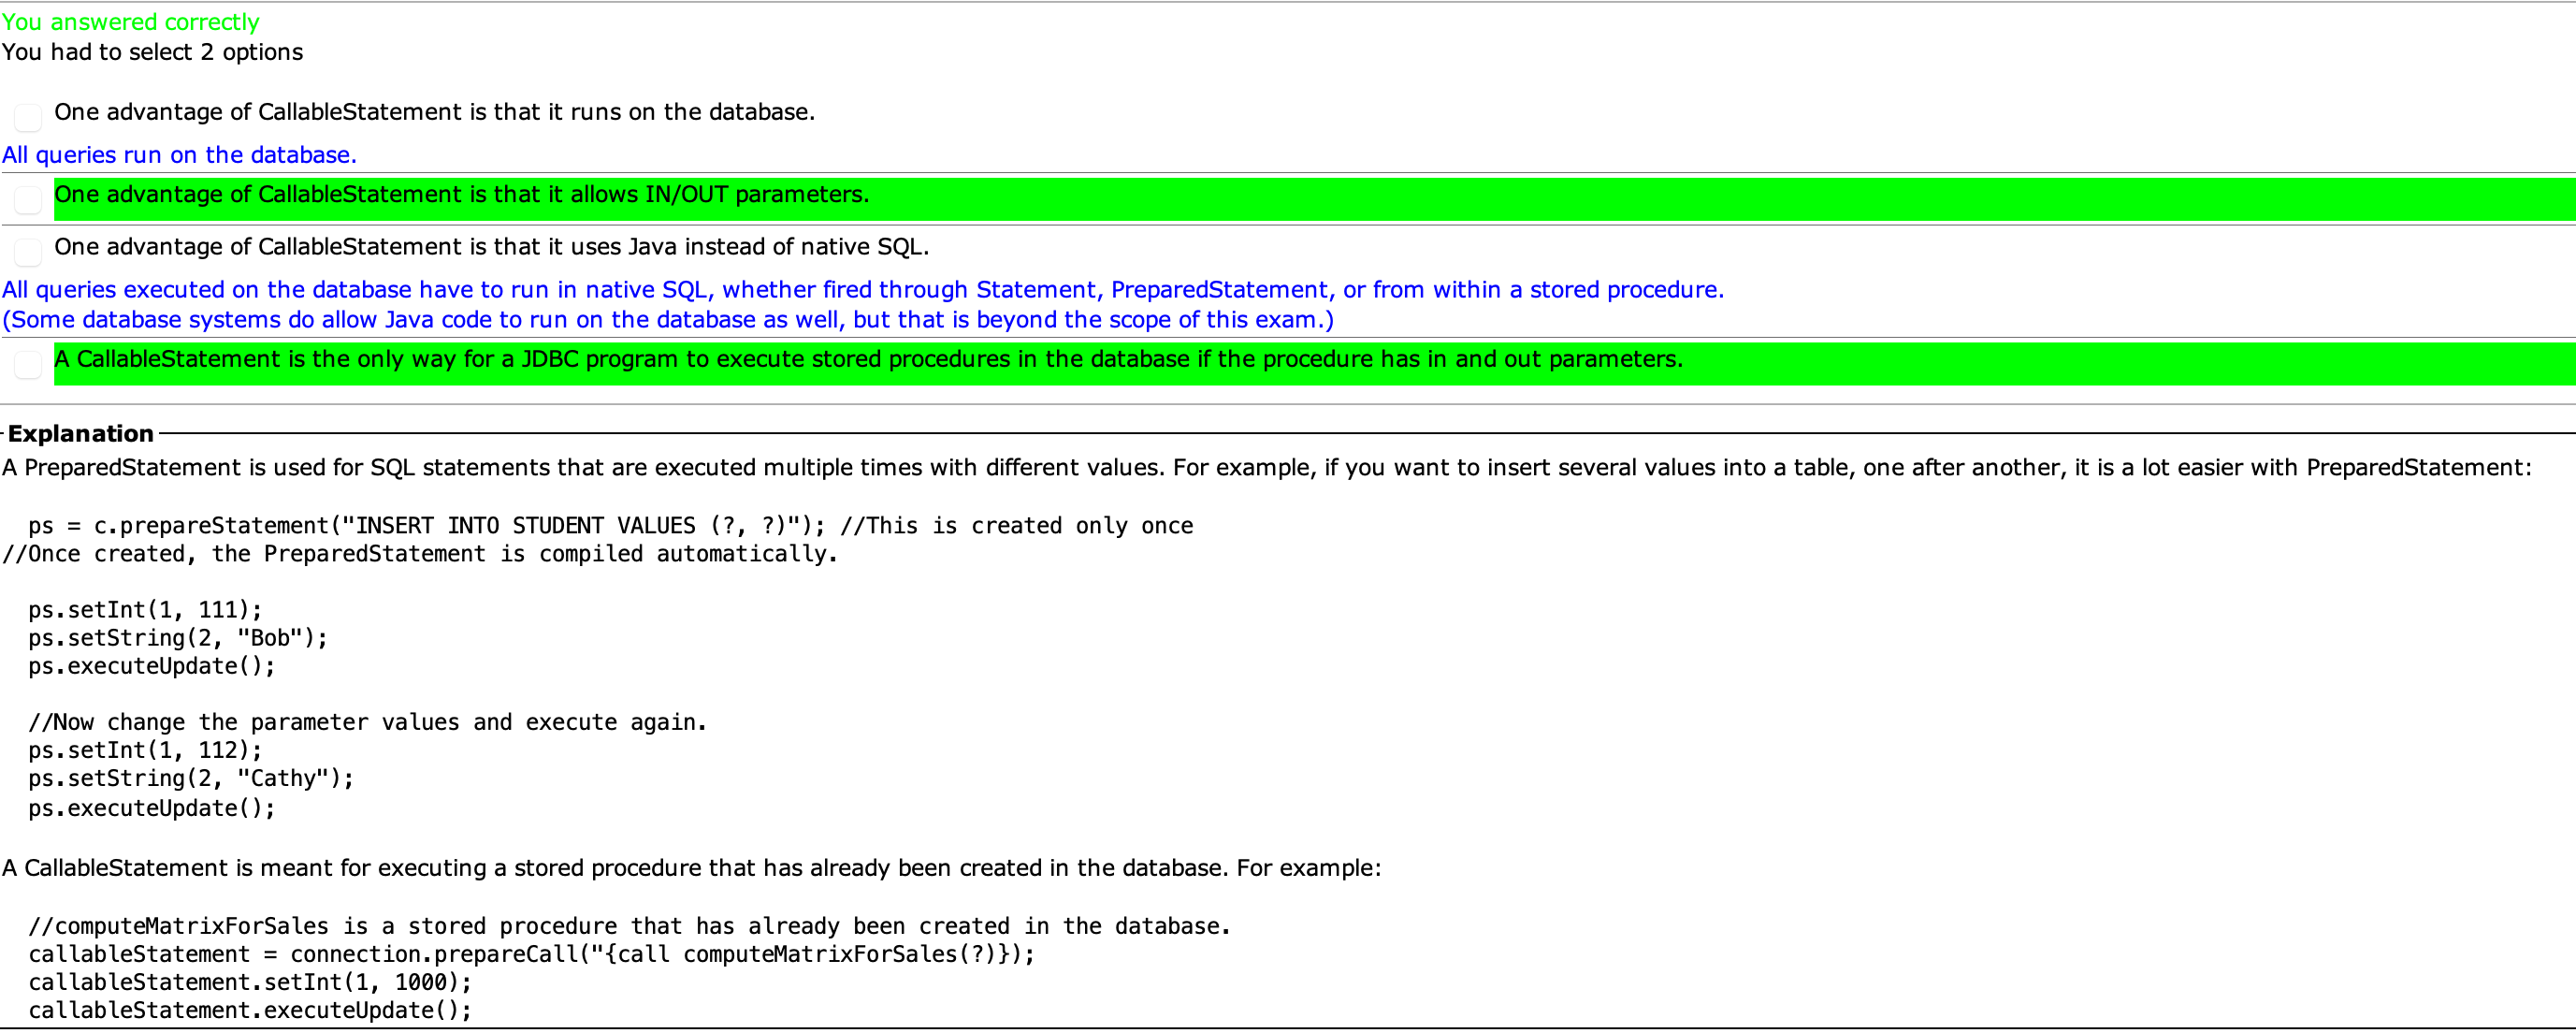 You answered correctly
You had to select 2 options
One advantage of CallableStatement is that it runs on the database.
All queries run on the database.
One advantage of CallableStatement is that it allows IN/OUT parameters.
One advantage of CallableStatement is that it uses Java instead of native SQL.
All queries executed on the database have to run in native SQL, whether fired through Statement, PreparedStatement, or from within a stored procedure.
(Some database systems do allow Java code to run on the database as well, but that is beyond the scope of this exam.)
A CallableStatement is the only way for a JDBC program to execute stored procedures in the database if the procedure has in and out parameters.
Explanation
A PreparedStatement is used for SQL statements that are executed multiple times with different values. For example, if you want to insert several values into a table, one after another, it is a lot easier with PreparedStatement:
ps = c.prepareStatement("INSERT INTO STUDENT VALUES (?, ?)"); //This is created only once
//Once created, the PreparedStatement is compiled automatically.
ps.setInt(1, 111);
ps.setString(2, "Bob");
ps.executeUpdate();
//Now change the parameter values and execute again.
ps.setInt(1, 112);
ps.setString(2, "Cathy");
ps.executeUpdate();
A CallableStatement is meant for executing a stored procedure that has already been created in the database. For example:
//computeMatrixForSales is a stored procedure that has already been created in the database.
callableStatement = connection.prepareCall("{call computeMatrixForSales(?)});
callableStatement.setInt(1, 1000);
callableStatement.executeUpdate();